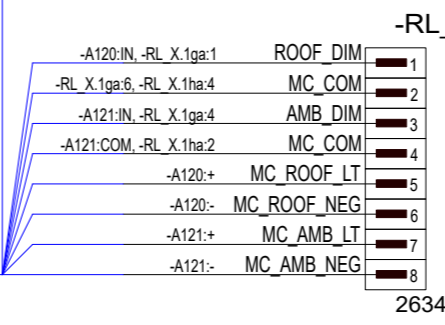 -RL_
-A120:IN, -RL_X.1ga:1 ROOF_DIM 1
-RL_X.1ga:6, -RL_X.1ha:4 MC_COM 2
-A121:IN, -RL_X.1ga:4 AMB_DIM 3
-A121:COM, -RL_X.1ha:2 MC_COM 4
-A120:+ MC_ROOF_LT 5
-A120:- MC_ROOF_NEG 6
-A121:+ MC_AMB_LT 7
-A121:- MC_AMB_NEG 8
2634